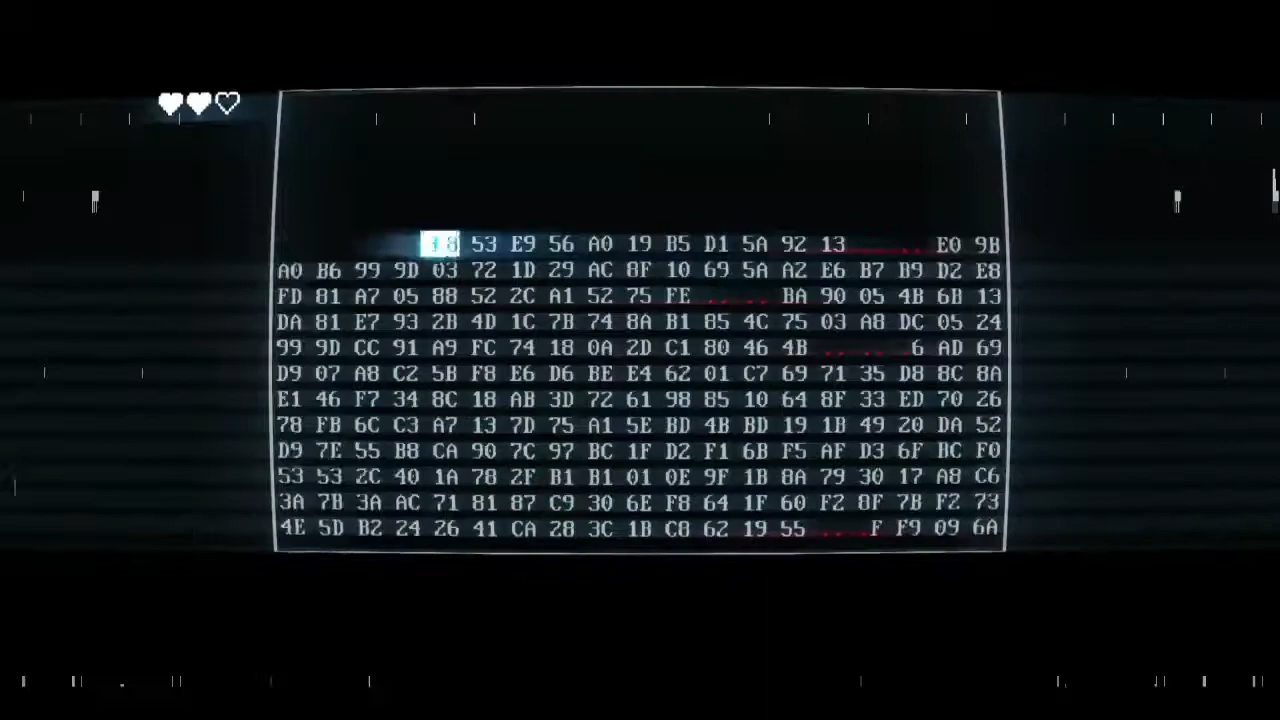 53 E9 56 A0 19 B5 D1 5A 92 13 ..... E0 9B
A0 B6 99 9D 03 72 1D 29 AC 8F 10 69 5A A2 E6 B7 B9 D2 E8
FD 81 A7 05 88 52 2C A1 52 75 FE .. .. BA 90 05 4B 6B 13
DA 81 E7 93 2B 4D 1C 7B 74 8A B1 85 4C 75 03 A8 DC 05 24
99 9D CC 91 A9 FC 74 18 0A 2D C1 80 46 4B .. .. .6 AD 69
D9 07 A8 C2 5B F8 E6 D6 BE E4 62 01 C7 69 71 35 D8 8C 8A
E1 46 F7 34 8C 18 AB 3D 72 61 98 85 10 64 8F 33 ED 70 26
78 FB 6C C3 A7 13 7D 75 A1 5E BD 4B BD 19 1B 49 20 DA 52
D9 7E 55 B8 CA 90 7C 97 BC 1F D2 F1 6B F5 AF D3 6F BC F0
53 53 2C 40 1A 78 2F B1 B1 01 0E 9F 1B 8A 79 30 17 A8 C6
3A 7B 3A AC 71 81 87 C9 30 6E F8 64 1F 60 F2 8F 7B F2 73
4E 5D B2 24 26 41 CA 28 3C 1B C8 62 19 55 .. .F F9 09 6A